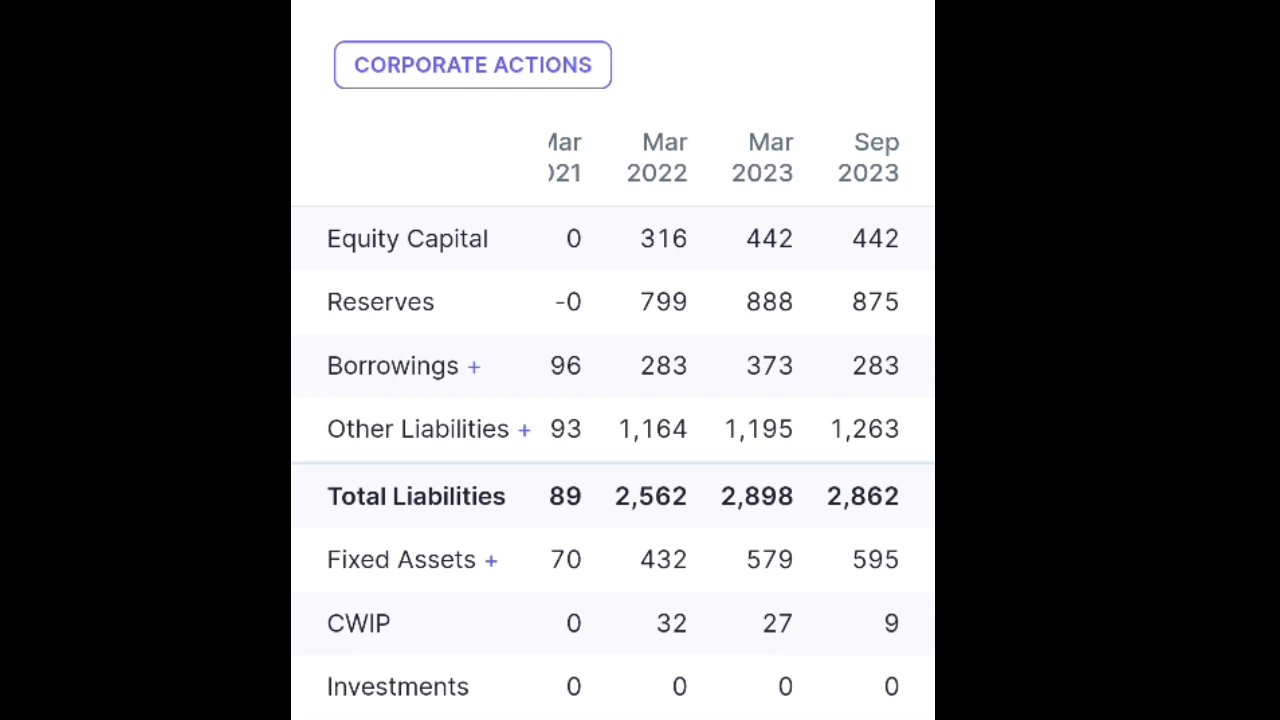 CORPORATE ACTIONS
Mar Mar Mar Sep
2022 2023 2023
Equity Capital 0 316 442 442
Reserves -0 799 888 875
Borrowings + 96 283 373 283
Other Liabilities + 93 1,164 1,195 1,263
Total Liabilities 89 2,562 2,898 2,862
Fixed Assets + 70 432 579 595
CWIP 0 32 27 9
Investments 0 0 0 0